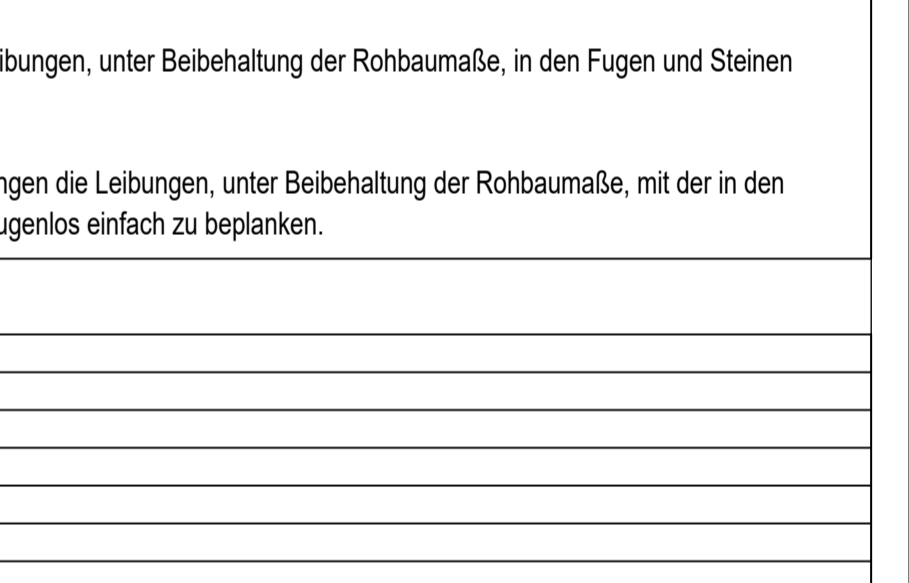 ibungen, unter Beibehaltung der Rohbaumaße, in den Fugen und Steinen
ngen die Leibungen, unter Beibehaltung der Rohbaumaße, mit der in den
ugenlos einfach zu beplanken.